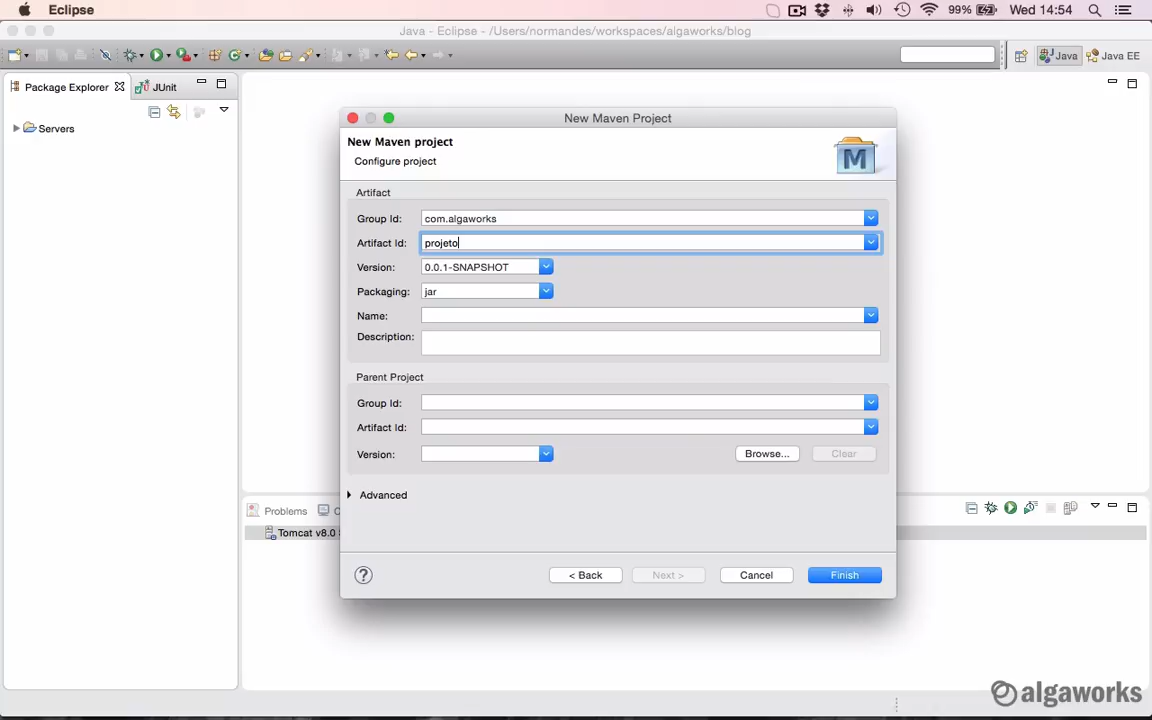 Eclipse
99%
Wed 14:54
Java - Eclipse - /Users/normandes/workspaces/algaworks/blog
Java
Java EE
Package Explorer
JUnit
Servers
New Maven Project
New Maven project
Configure project
M
Artifact
Group Id:
com.algaworks
Artifact Id:
projeto
Version:
0.0.1-SNAPSHOT
Packaging:
jar
Name:
Description:
Parent Project
Group Id:
Artifact Id:
Version:
Browse...
Clear
Advanced
Problems
Tomcat v8.0
?
< Back
Next >
Cancel
Finish
algaworks